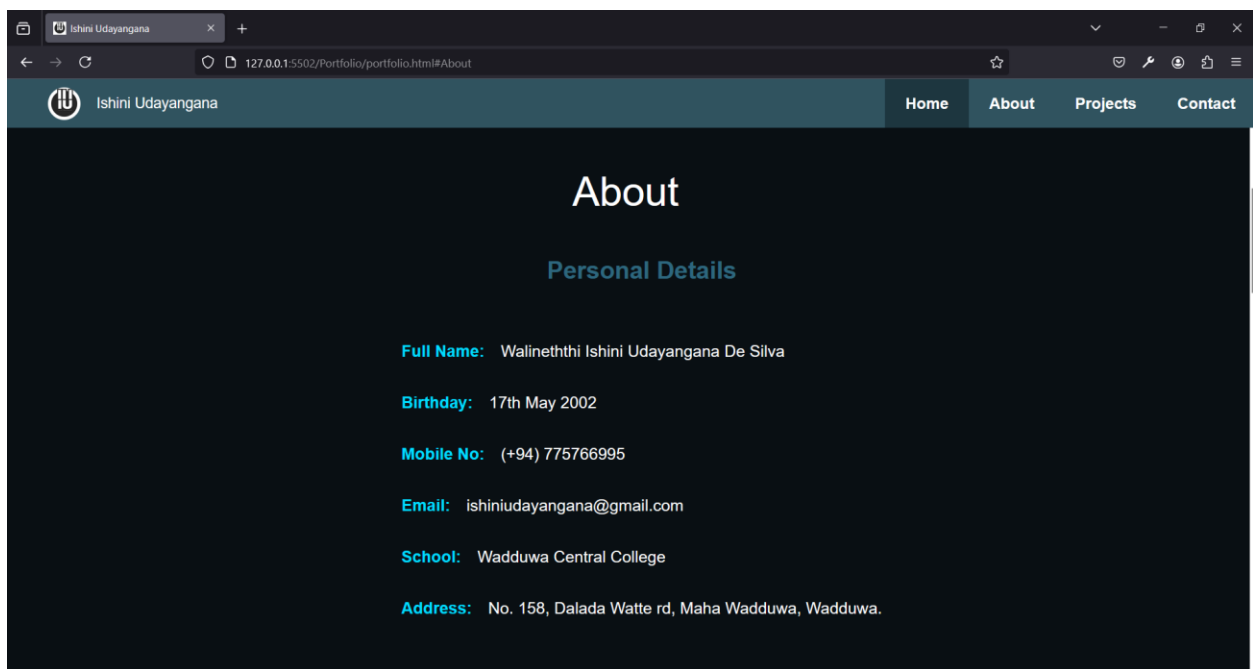 Ishini Udayangana
127.0.0.1:5502/Portfolio/portfolio.html#About
IU Ishini Udayangana Home About Projects Contact
About
Personal Details
Full Name: Walineththi Ishini Udayangana De Silva
Birthday: 17th May 2002
Mobile No: (+94) 775766995
Email: ishiniudayangana@gmail.com
School: Wadduwa Central College
Address: No. 158, Dalada Watte rd, Maha Wadduwa, Wadduwa.